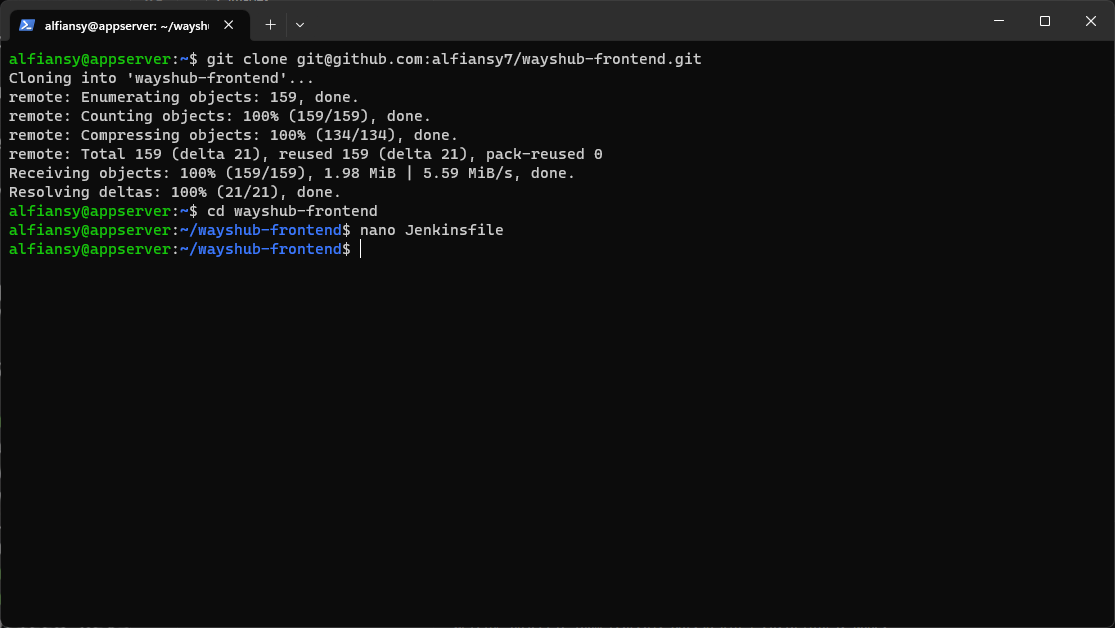 alfiansy@appserver: ~/waysh
alfiansy@appserver:~$ git clone git@github.com:alfiansy7/wayshub-frontend.git
Cloning into 'wayshub-frontend'...
remote: Enumerating objects: 159, done.
remote: Counting objects: 100% (159/159), done.
remote: Compressing objects: 100% (134/134), done.
remote: Total 159 (delta 21), reused 159 (delta 21), pack-reused 0
Receiving objects: 100% (159/159), 1.98 MiB | 5.59 MiB/s, done.
Resolving deltas: 100% (21/21), done.
alfiansy@appserver:~$ cd wayshub-frontend
alfiansy@appserver:~/wayshub-frontend$ nano Jenkinsfile
alfiansy@appserver:~/wayshub-frontend$